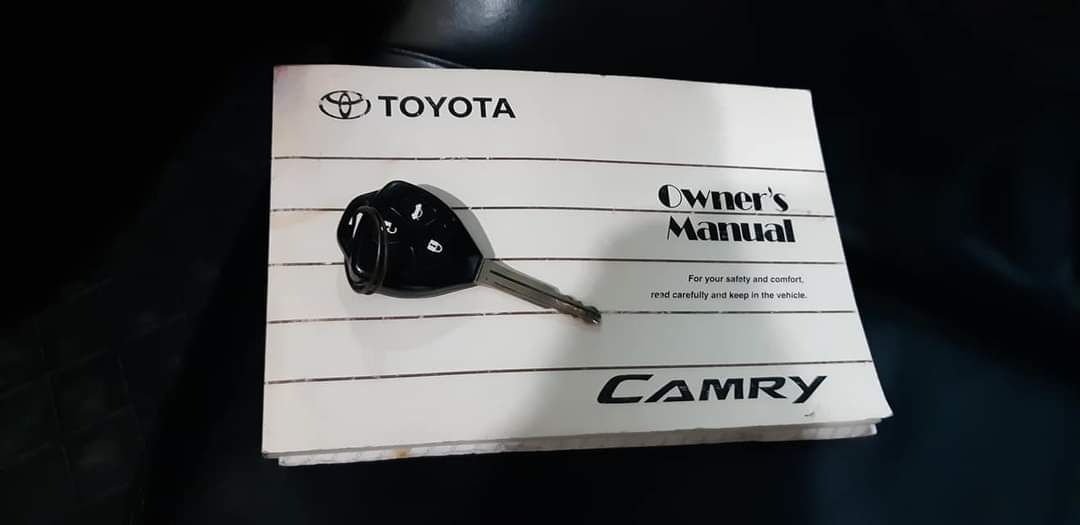 TOYOTA
Owner's
Manual
For your safety and comfort,
read carefully and keep in the vehicle.
CAMRY